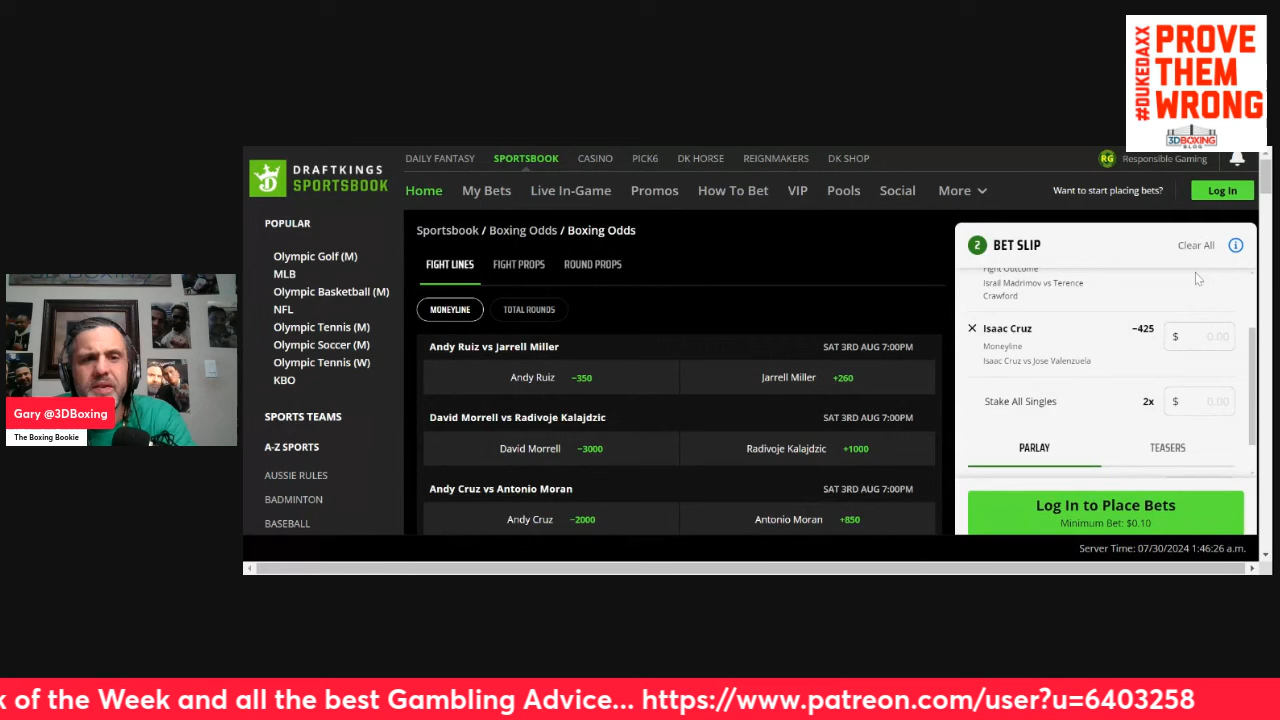 #DUKEDAXX
PROVE
THEM
WRONG
3DBOXING
BLOG
DRAFTKINGS
SPORTSBOOK
DAILY FANTASY SPORTSBOOK CASINO PICK6 DK HORSE REIGNMAKERS DK SHOP
RG Responsible Gaming
Home My Bets Live In-Game Promos How To Bet VIP Pools Social More
Want to start placing bets? Log In
POPULAR
Olympic Golf (M)
MLB
Olympic Basketball (M)
NFL
Olympic Tennis (M)
Olympic Soccer (M)
Olympic Tennis (W)
KBO
SPORTS TEAMS
A-Z SPORTS
AUSSIE RULES
BADMINTON
BASEBALL
Sportsbook / Boxing Odds / Boxing Odds
FIGHT LINES FIGHT PROPS ROUND PROPS
MONEYLINE TOTAL ROUNDS
Andy Ruiz vs Jarrell Miller SAT 3RD AUG 7:00PM
Andy Ruiz −350 Jarrell Miller +260
David Morrell vs Radivoje Kalajdzic SAT 3RD AUG 7:00PM
David Morrell −3000 Radivoje Kalajdzic +1000
Andy Cruz vs Antonio Moran SAT 3RD AUG 7:00PM
Andy Cruz −2000 Antonio Moran +850
2 BET SLIP Clear All
Fight Outcome
Israil Madrimov vs Terence
Crawford
Isaac Cruz −425 $ 0.00
Moneyline
Isaac Cruz vs Jose Valenzuela
Stake All Singles 2x $ 0.00
PARLAY TEASERS
Log In to Place Bets
Minimum Bet: $0.10
Server Time: 07/30/2024 1:46:26 a.m.
Gary @3DBoxing
The Boxing Bookie
k of the Week and all the best Gambling Advice... https://www.patreon.com/user?u=6403258